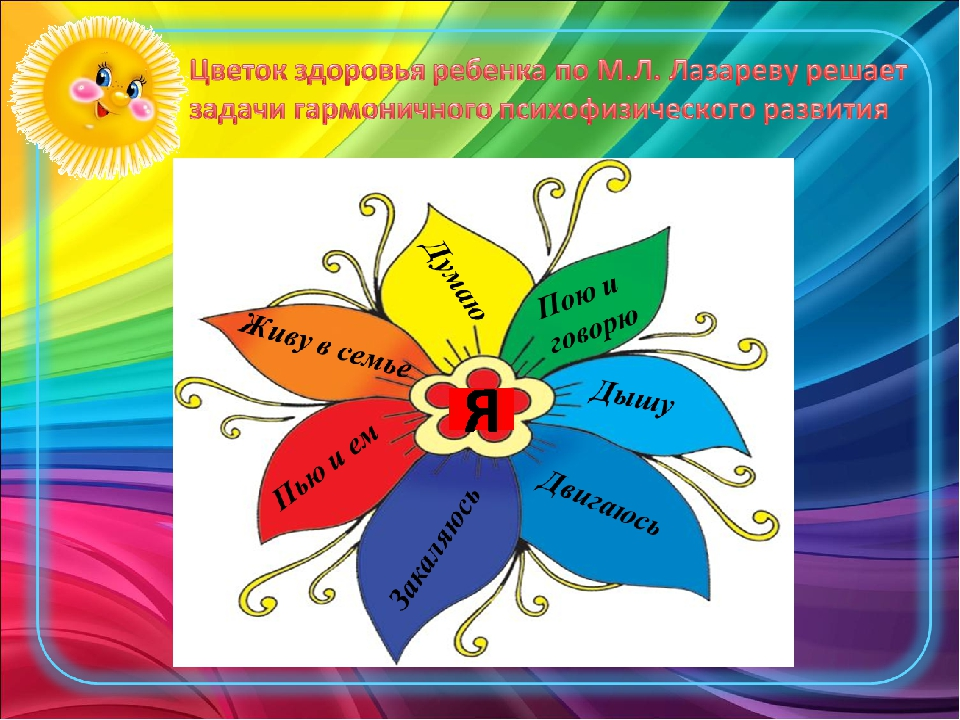 Цветок здоровья ребенка по М.Л. Лазареву решает
задачи гармоничного психофизического развития
Думаю
Пою и
говорю
Живу в семье
Дышу
Я
Пью и ем
Двигаюсь
Закаляюсь